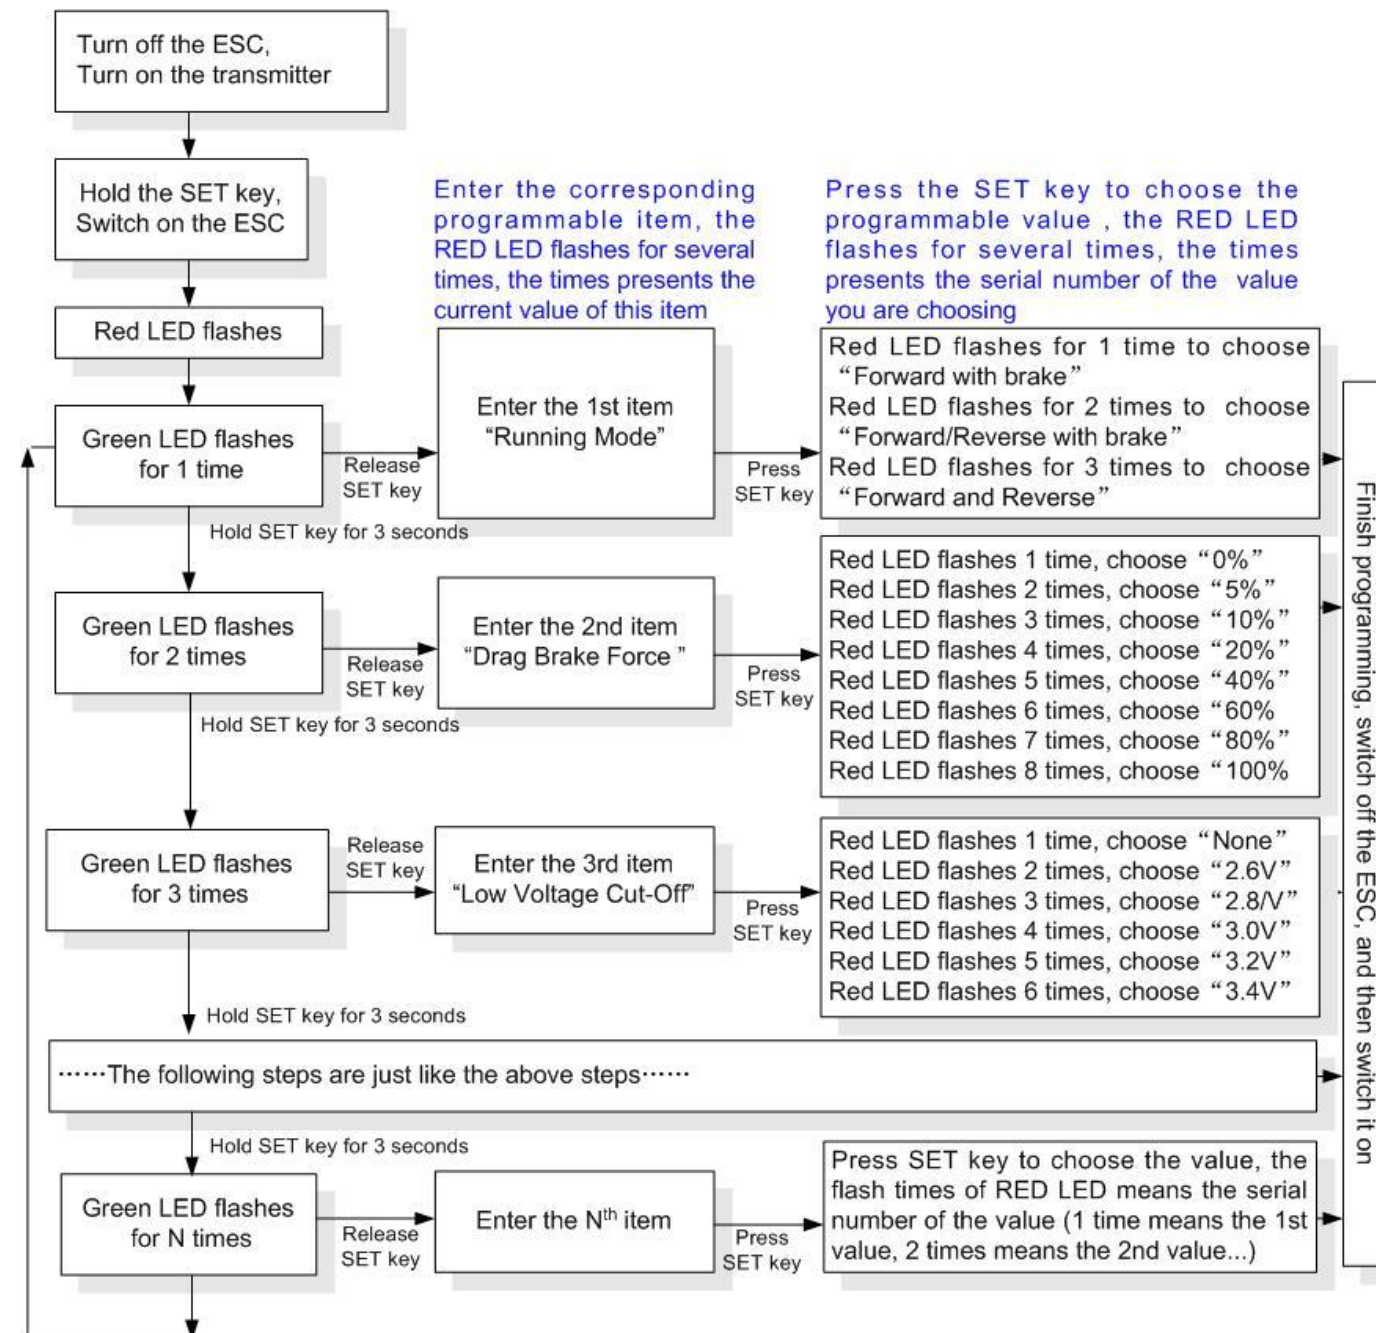 Turn off the ESC,
Turn on the transmitter
Hold the SET key,
Switch on the ESC
Red LED flashes
Enter the corresponding
programmable item, the
RED LED flashes for several
times, the times presents the
current value of this item
Press the SET key to choose the
programmable value , the RED LED
flashes for several times, the times
presents the serial number of the value
you are choosing
Green LED flashes
for 1 time
Release
SET key
Enter the 1st item
“Running Mode”
Press
SET key
Red LED flashes for 1 time to choose
“Forward with brake”
Red LED flashes for 2 times to choose
“Forward/Reverse with brake”
Red LED flashes for 3 times to choose
“Forward and Reverse”
Hold SET key for 3 seconds
Green LED flashes
for 2 times
Release
SET key
Enter the 2nd item
“Drag Brake Force ”
Press
SET key
Red LED flashes 1 time, choose “0%”
Red LED flashes 2 times, choose “5%”
Red LED flashes 3 times, choose “10%”
Red LED flashes 4 times, choose “20%”
Red LED flashes 5 times, choose “40%”
Red LED flashes 6 times, choose “60%
Red LED flashes 7 times, choose “80%”
Red LED flashes 8 times, choose “100%
Hold SET key for 3 seconds
Green LED flashes
for 3 times
Release
SET key
Enter the 3rd item
“Low Voltage Cut-Off”
Press
SET key
Red LED flashes 1 time, choose “None”
Red LED flashes 2 times, choose “2.6V”
Red LED flashes 3 times, choose “2.8/V”
Red LED flashes 4 times, choose “3.0V”
Red LED flashes 5 times, choose “3.2V”
Red LED flashes 6 times, choose “3.4V”
Hold SET key for 3 seconds
······The following steps are just like the above steps······
Hold SET key for 3 seconds
Green LED flashes
for N times
Release
SET key
Enter the Nth item
Press
SET key
Press SET key to choose the value, the
flash times of RED LED means the serial
number of the value (1 time means the 1st
value, 2 times means the 2nd value...)
Finish programming, switch off the ESC, and then switch it on